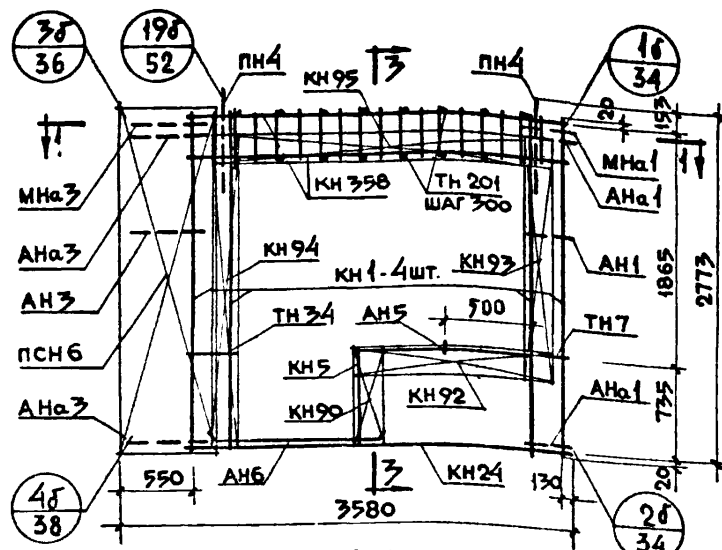 3б
36
19б
52
ПН4
КН95
3
ПН4
1б
34
20
153
1
МНа3
АНа3
АН3
ПСН6
АНа3
КН358
ТН201
ШАГ 300
МНа1
1
АНа1
КН94
КН1-4шт.
КН93
АН1
1865
2773
ТН34
АН5
500
ТН7
КН5
КН92
КН90
АНа1
735
20
4б
38
550
АН6
3
КН24
130
3580
2б
34